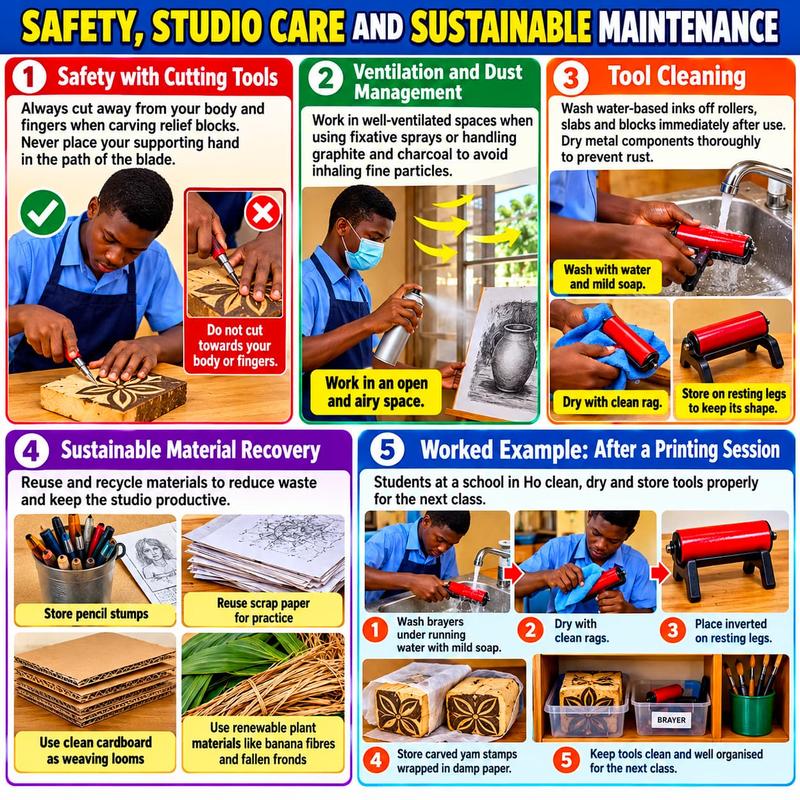 SAFETY, STUDIO CARE AND SUSTAINABLE MAINTENANCE
1 Safety with Cutting Tools
Always cut away from your body and
fingers when carving relief blocks.
Never place your supporting hand
in the path of the blade.
Do not cut
towards your
body or fingers.
2 Ventilation and Dust
Management
Work in well-ventilated spaces when
using fixative sprays or handling
graphite and charcoal to avoid
inhaling fine particles.
Work in an open
and airy space.
3 Tool Cleaning
Wash water-based inks off rollers,
slabs and blocks immediately after use.
Dry metal components thoroughly
to prevent rust.
Wash with water
and mild soap.
Dry with clean rag.
Store on resting legs
to keep its shape.
4 Sustainable Material Recovery
Reuse and recycle materials to reduce waste
and keep the studio productive.
Store pencil stumps
Reuse scrap paper
for practice
Use clean cardboard
as weaving looms
Use renewable plant
materials like banana fibres
and fallen fronds
5 Worked Example: After a Printing Session
Students at a school in Ho clean, dry and store tools properly
for the next class.
1 Wash brayers
under running
water with mild soap.
2 Dry with
clean rags.
3 Place inverted
on resting legs.
BRAYER
4 Store carved yam stamps
wrapped in damp paper.
5 Keep tools clean and well organised
for the next class.